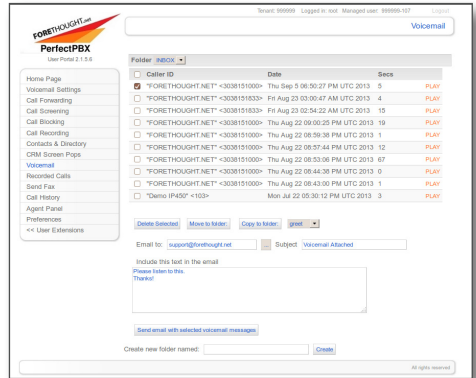 Tenant: 999999 Logged in: root Managed user: 999999-107 Logout
FORETHOUGHT.net
PerfectPBX
User Portal 2.1.5.6
Voicemail
Home Page
Voicemail Settings
Call Forwarding
Call Screening
Call Blocking
Call Recording
Contacts & Directory
CRM Screen Pops
Voicemail
Recorded Calls
Send Fax
Call History
Agent Panel
Preferences
<< User Extensions
Folder INBOX
Caller ID Date Secs
"FORETHOUGHT.NET" <3038151000> Thu Sep 5 06:50:27 PM UTC 2013 5 PLAY
"FORETHOUGHT.NET" <3038151833> Fri Aug 23 03:00:47 AM UTC 2013 4 PLAY
"FORETHOUGHT.NET" <3038151833> Fri Aug 23 02:54:22 AM UTC 2013 15 PLAY
"FORETHOUGHT.NET" <3038151000> Thu Aug 22 09:00:25 PM UTC 2013 19 PLAY
"FORETHOUGHT.NET" <3038151000> Thu Aug 22 08:59:38 PM UTC 2013 1 PLAY
"FORETHOUGHT.NET" <3038151000> Thu Aug 22 08:57:44 PM UTC 2013 12 PLAY
"FORETHOUGHT.NET" <3038151000> Thu Aug 22 08:53:06 PM UTC 2013 67 PLAY
"FORETHOUGHT.NET" <3038151000> Thu Aug 22 08:44:38 PM UTC 2013 0 PLAY
"FORETHOUGHT.NET" <3038151000> Thu Aug 22 08:43:00 PM UTC 2013 1 PLAY
"Demo IP450" <103> Mon Jul 22 05:30:12 PM UTC 2013 3 PLAY
Delete Selected Move to folder: Copy to folder: greet
Email to: support@forethought.net ... Subject Voicemail Attached
Include this text in the email
Please listen to this.
Thanks!
Send email with selected voicemail messages
Create new folder named: Create
All rights reserved